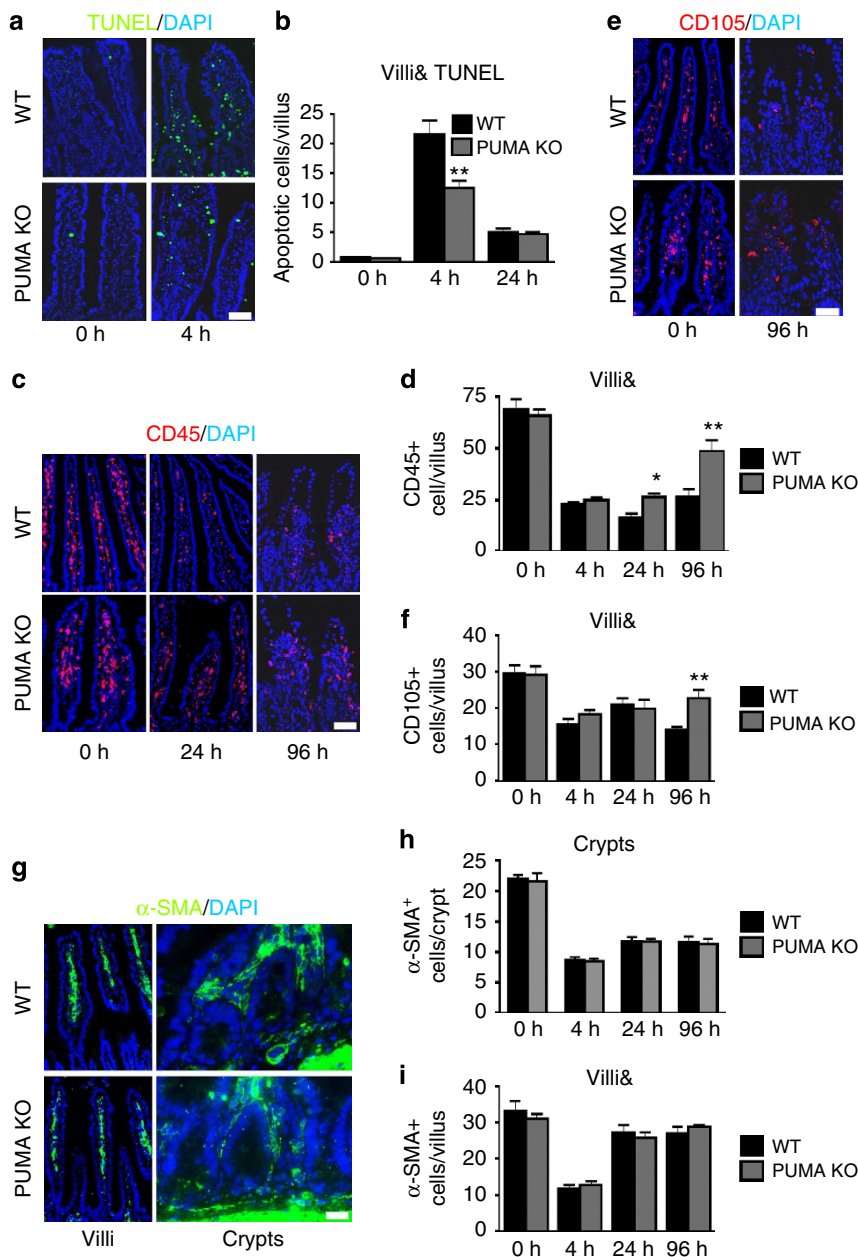 a
TUNEL/DAPI
WT
PUMA KO
0 h
4 h
b
Villi& TUNEL
Apoptotic cells/villus
25
20
15
10
5
0
WT
PUMA KO
**
0 h
4 h
24 h
e
CD105/DAPI
WT
PUMA KO
0 h
96 h
c
CD45/DAPI
WT
PUMA KO
0 h
24 h
96 h
d
Villi&
CD45+
cell/villus
75
50
25
0
*
**
WT
PUMA KO
0 h
4 h
24 h
96 h
f
Villi&
CD105+
cells/villus
40
30
20
10
0
**
WT
PUMA KO
0 h
4 h
24 h
96 h
g
α-SMA/DAPI
WT
PUMA KO
Villi
Crypts
h
Crypts
α-SMA⁺
cells/crypt
25
20
15
10
5
0
WT
PUMA KO
0 h
4 h
24 h
96 h
i
Villi&
α-SMA+
cells/villus
40
30
20
10
0
WT
PUMA KO
0 h
4 h
24 h
96 h